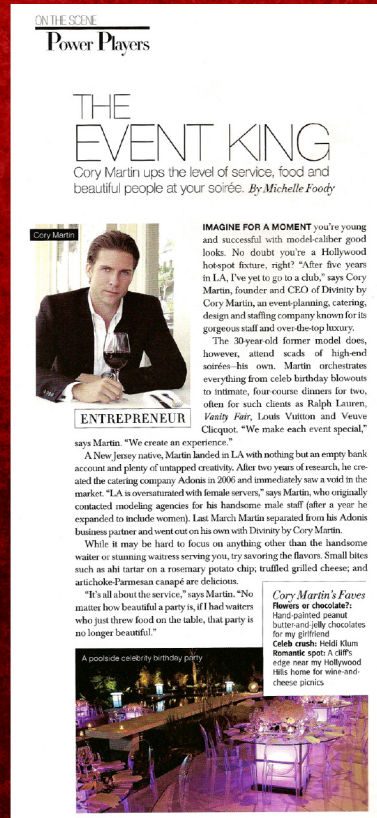 ON THE SCENE
Power Players
THE
EVENT KING
Cory Martin ups the level of service, food and
beautiful people at your soirée. By Michelle Foody
Cory Martin
ENTREPRENEUR
IMAGINE FOR A MOMENT you're young
and successful with model-caliber good
looks. No doubt you're a Hollywood
hot-spot fixture, right? "After five years
in LA, I've yet to go to a club," says Cory
Martin, founder and CEO of Divinity by
Cory Martin, an event-planning, catering,
design and staffing company known for its
gorgeous staff and over-the-top luxury.
The 30-year-old former model does,
however, attend scads of high-end
soirées–his own. Martin orchestrates
everything from celeb birthday blowouts
to intimate, four-course dinners for two,
often for such clients as Ralph Lauren,
Vanity Fair, Louis Vuitton and Veuve
Clicquot. "We make each event special,"
says Martin. "We create an experience."
A New Jersey native, Martin landed in LA with nothing but an empty bank
account and plenty of untapped creativity. After two years of research, he cre-
ated the catering company Adonis in 2006 and immediately saw a void in the
market. "LA is oversaturated with female servers," says Martin, who originally
contacted modeling agencies for his handsome male staff (after a year he
expanded to include women). Last March Martin separated from his Adonis
business partner and went out on his own with Divinity by Cory Martin.
While it may be hard to focus on anything other than the handsome
waiter or stunning waitress serving you, try savoring the flavors. Small bites
such as ahi tartar on a rosemary potato chip; truffled grilled cheese; and
artichoke-Parmesan canapé are delicious.
"It's all about the service," says Martin. "No
matter how beautiful a party is, if I had waiters
who just threw food on the table, that party is
no longer beautiful."
Cory Martin's Faves
Flowers or chocolate?:
Hand-painted peanut
butter-and-jelly chocolates
for my girlfriend
Celeb crush: Heidi Klum
Romantic spot: A cliff's
edge near my Hollywood
Hills home for wine-and-
cheese picnics
A poolside celebrity birthday party